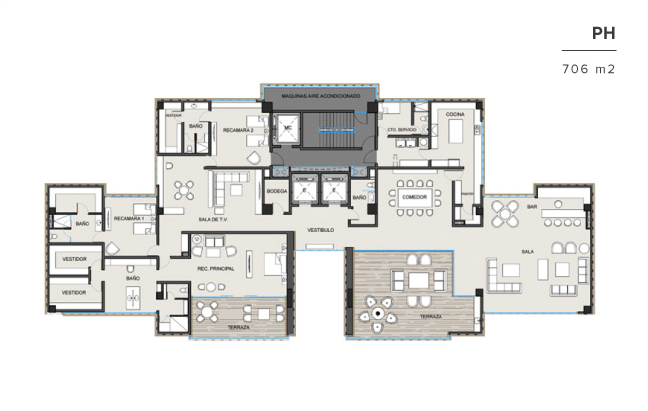 PH
706 m2
MAQUINAS AIRE ACONDICIONADO
VESTIDOR
BAÑO
RECAMARA 2
MC
CTO. SERVICIO
COCINA
BODEGA
BAÑO
COMEDOR
SALA DE T.V
VESTIBULO
RECAMARA 1
BAÑO
VESTIDOR
VESTIDOR
BAÑO
REC. PRINCIPAL
TERRAZA
TERRAZA
BAR
SALA